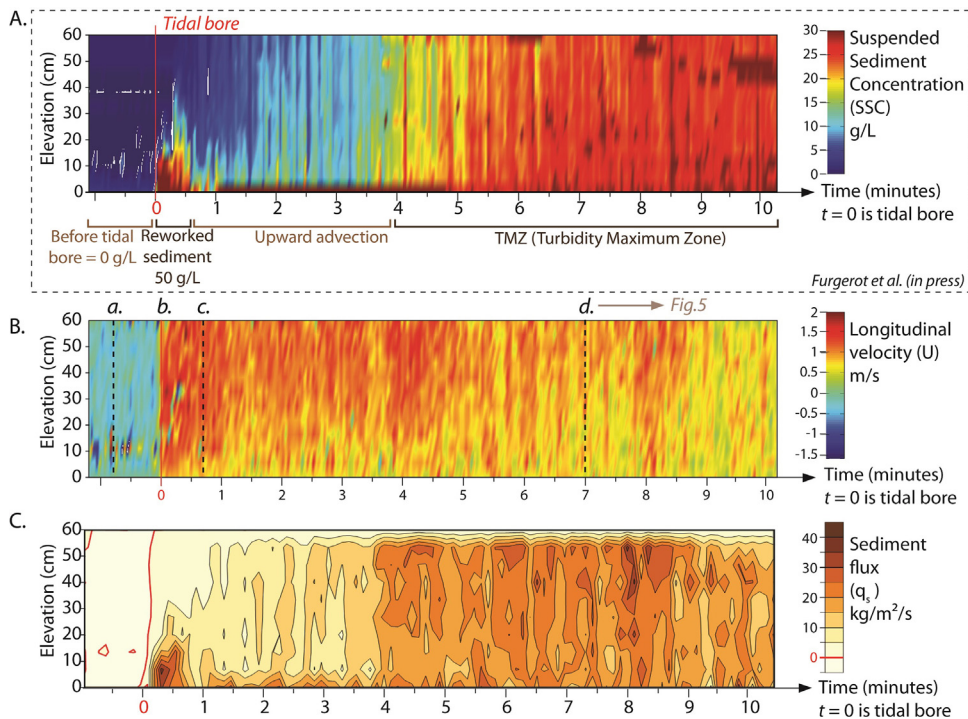 A.
Tidal bore
Elevation (cm)
60
50
40
30
20
10
0
0 1 2 3 4 5 6 7 8 9 10
30
25
20
15
10
5
0
Suspended
Sediment
Concentration
(SSC)
g/L
Time (minutes)
t = 0 is tidal bore
Before tidal
bore = 0 g/L
Reworked
sediment
50 g/L
Upward advection
TMZ (Turbidity Maximum Zone)
Furgerot et al. (in press)
B.
a. b. c. d. Fig.5
Elevation (cm)
60
50
40
30
20
10
0
0 1 2 3 4 5 6 7 8 9 10
2
1.5
1
0.5
0
-0.5
-1
-1.5
Longitudinal
velocity (U)
m/s
Time (minutes)
t = 0 is tidal bore
C.
Elevation (cm)
60
50
40
30
20
10
0
0 1 2 3 4 5 6 7 8 9 10
40
30
20
10
0
Sediment
flux
(qs)
kg/m²/s
Time (minutes)
t = 0 is tidal bore